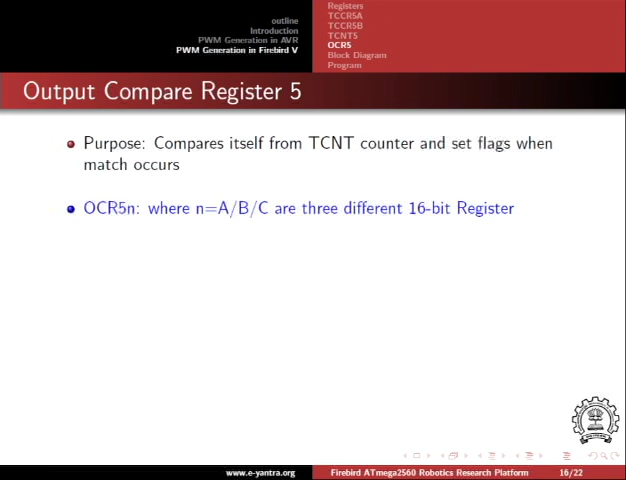 outline
Introduction
PWM Generation in AVR
PWM Generation in Firebird V
Registers
TCCR5A
TCCR5B
TCNT5
OCR5
Block Diagram
Program
Output Compare Register 5
Purpose: Compares itself from TCNT counter and set flags when
match occurs
OCR5n: where n=A/B/C are three different 16-bit Register
www.e-yantra.org
Firebird ATmega2560 Robotics Research Platform
16/22